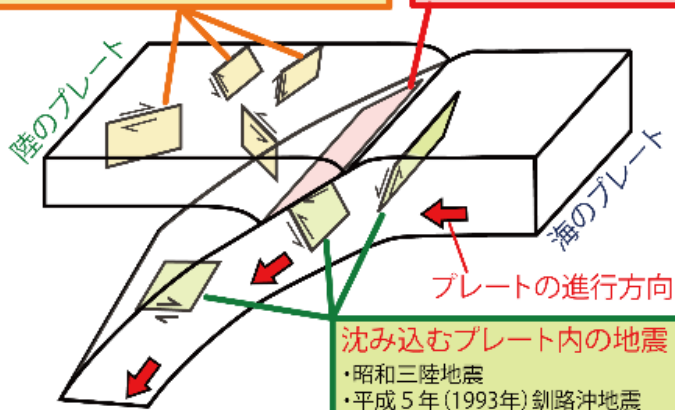 陸のプレート
海のプレート
プレートの進行方向
沈み込むプレート内の地震
・昭和三陸地震
・平成5年(1993年)釧路沖地震